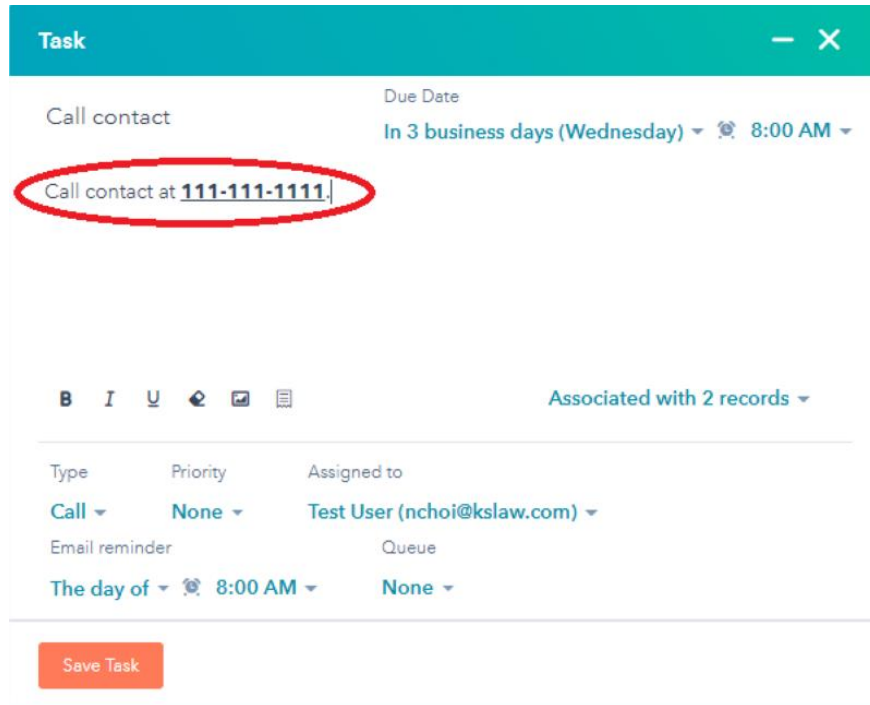 Task
Call contact
Due Date
In 3 business days (Wednesday) 8:00 AM
Call contact at 111-111-1111.
B I U
Associated with 2 records
Type Priority Assigned to
Call None Test User (nchoi@kslaw.com)
Email reminder Queue
The day of 8:00 AM None
Save Task